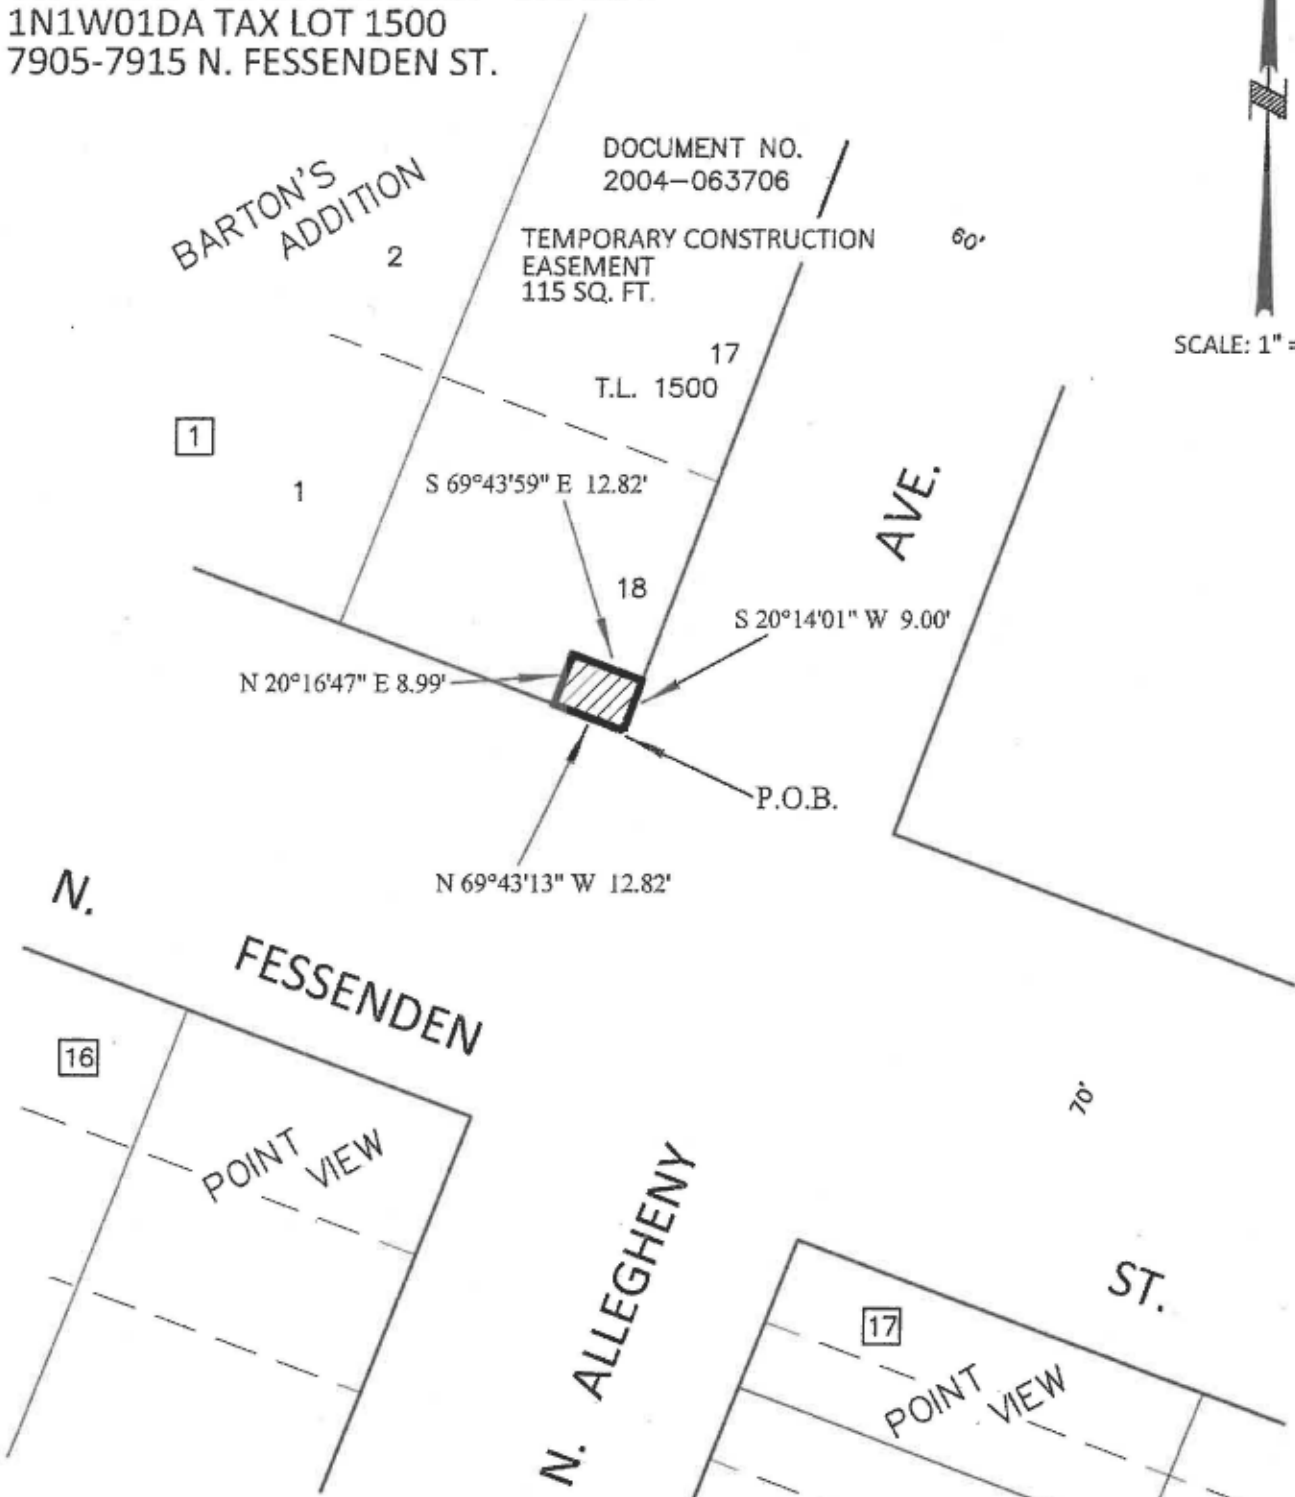 1N1W01DA TAX LOT 1500
7905-7915 N. FESSENDEN ST.
DOCUMENT NO.
2004-063706
BARTON'S
ADDITION
2
TEMPORARY CONSTRUCTION
EASEMENT
115 SQ. FT.
60'
SCALE: 1" =
17
T.L. 1500
1
1
S 69°43'59" E 12.82'
AVE.
18
S 20°14'01" W 9.00'
N 20°16'47" E 8.99'
P.O.B.
N 69°43'13" W 12.82'
N.
FESSENDEN
16
POINT
VIEW
70'
N. ALLEGHENY
ST.
17
POINT
VIEW